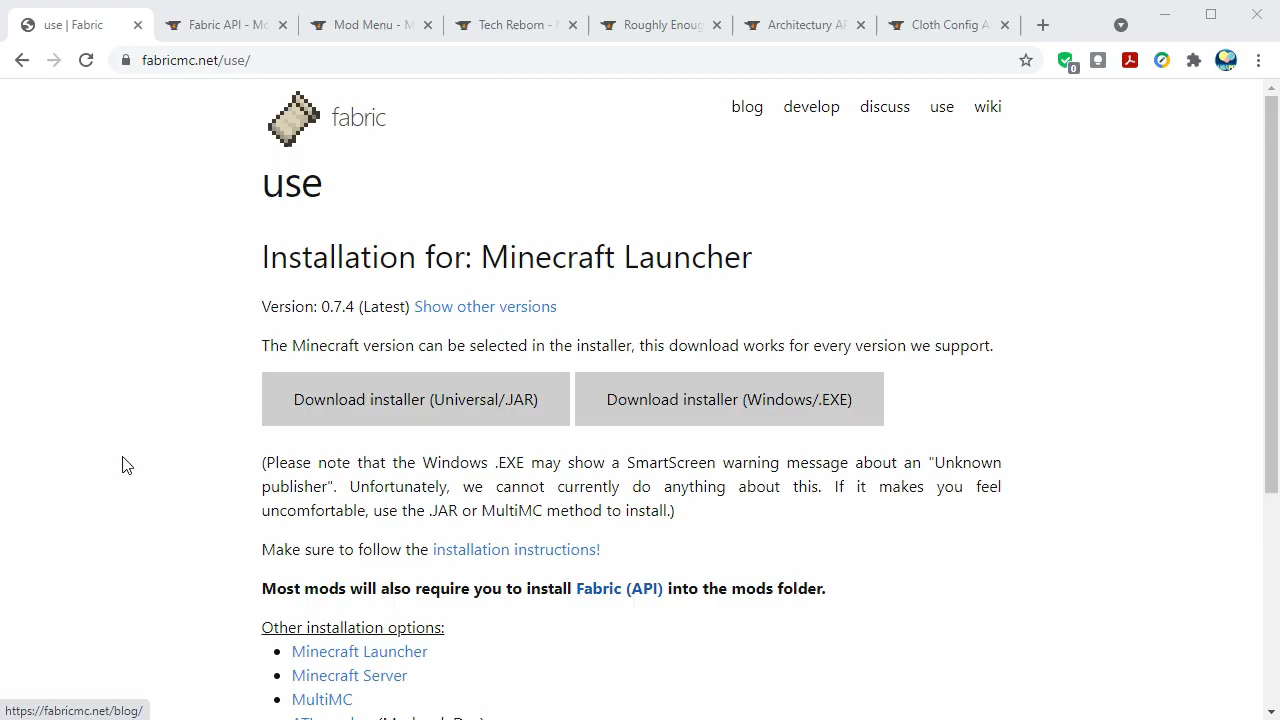 use | Fabric
Fabric API - Mo
Mod Menu - M
Tech Reborn -
Roughly Enoug
Architectury AP
Cloth Config A
fabricmc.net/use/
0
fabric
blog develop discuss use wiki
use
Installation for: Minecraft Launcher
Version: 0.7.4 (Latest) Show other versions
The Minecraft version can be selected in the installer, this download works for every version we support.
Download installer (Universal/.JAR) Download installer (Windows/.EXE)
(Please note that the Windows .EXE may show a SmartScreen warning message about an "Unknown
publisher". Unfortunately, we cannot currently do anything about this. If it makes you feel
uncomfortable, use the .JAR or MultiMC method to install.)
Make sure to follow the installation instructions!
Most mods will also require you to install Fabric (API) into the mods folder.
Other installation options:
• Minecraft Launcher
• Minecraft Server
• MultiMC
https://fabricmc.net/blog/